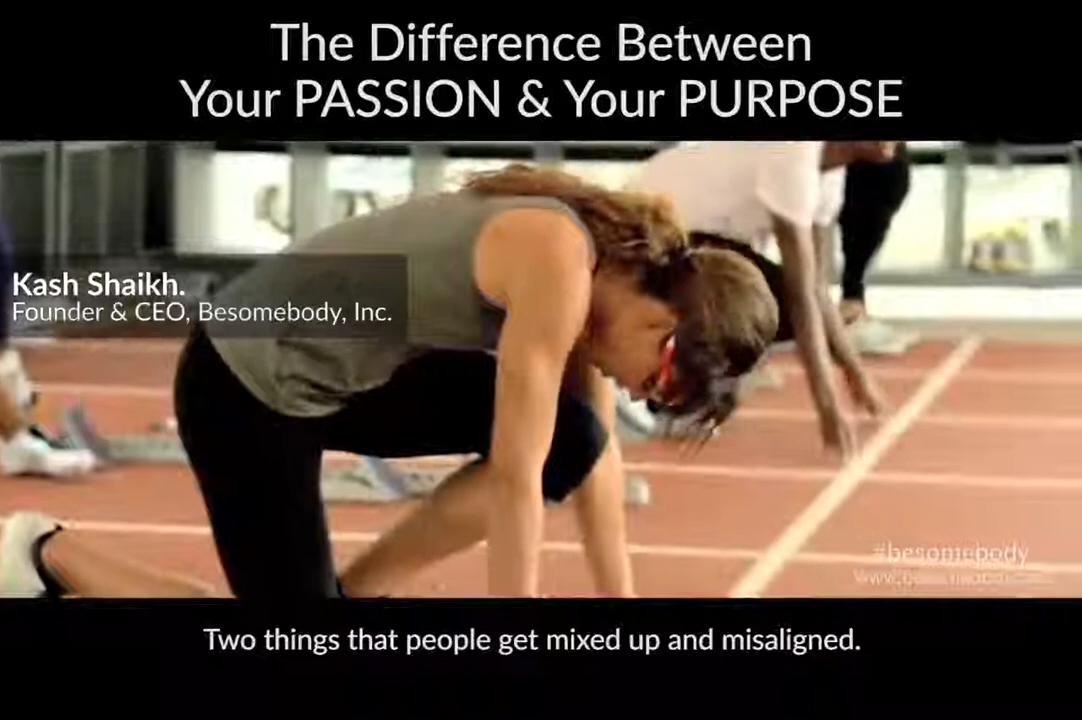 The Difference Between
Your PASSION & Your PURPOSE
Kash Shaikh.
Founder & CEO, Besomebody, Inc.
#besomebody
Two things that people get mixed up and misaligned.